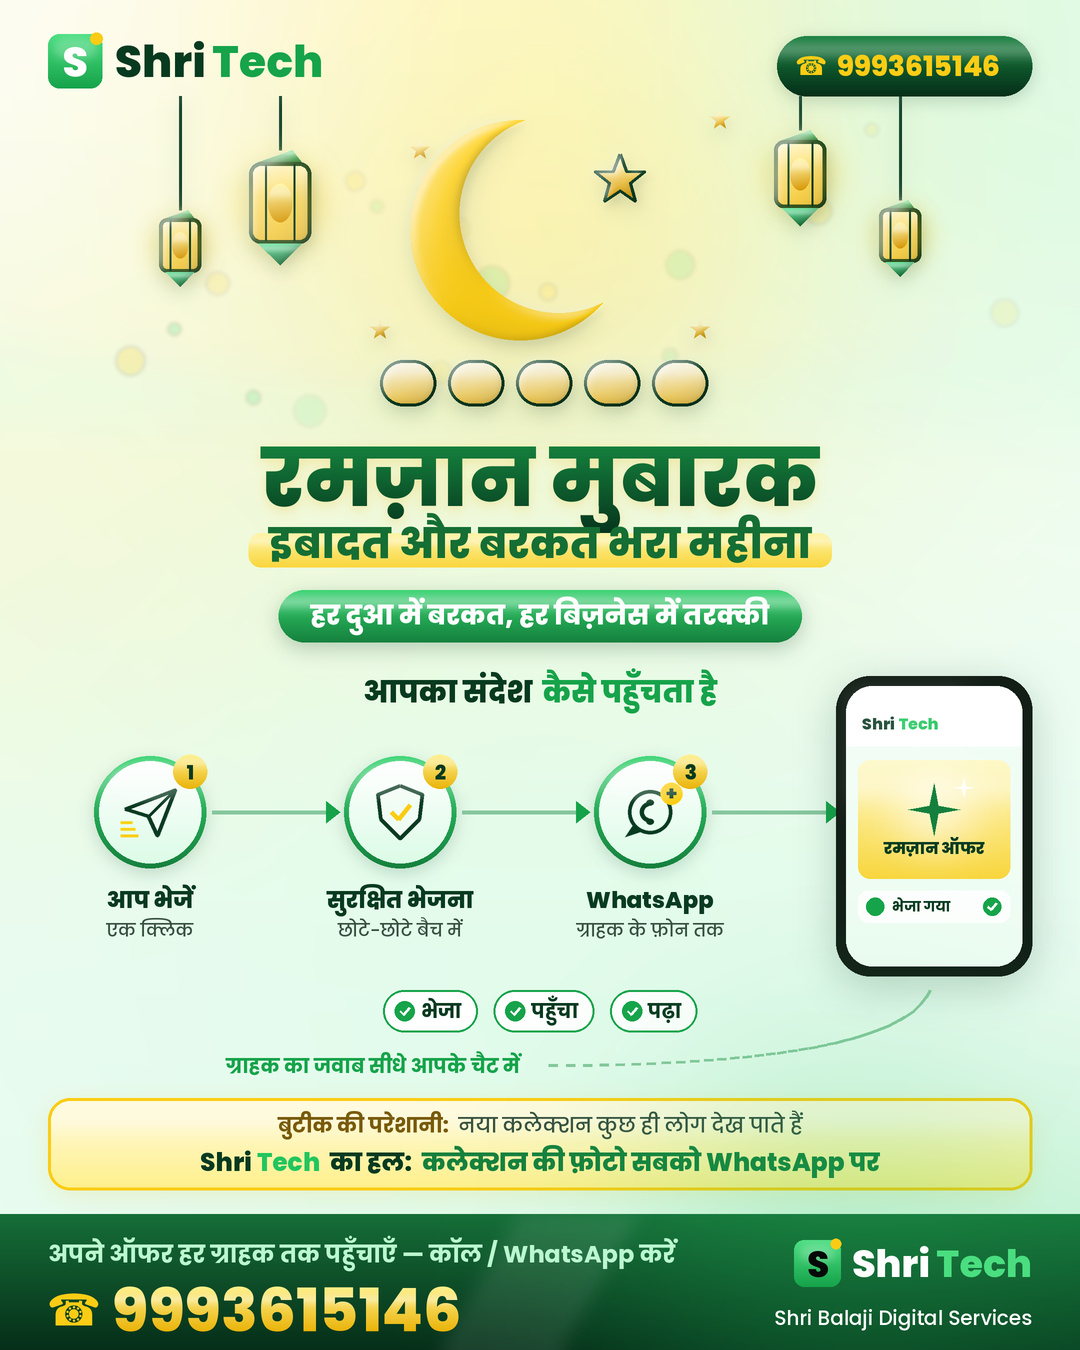 S Shri Tech
☎ 9993615146
रमज़ान मुबारक
इबादत और बरकत भरा महीना
हर दुआ में बरकत, हर बिज़नेस में तरक्की
आपका संदेश कैसे पहुँचता है
Shri Tech
रमज़ान ऑफर
भेजा गया
1
आप भेजें
एक क्लिक
2
सुरक्षित भेजना
छोटे-छोटे बैच में
3
WhatsApp
ग्राहक के फ़ोन तक
भेजा
पहुँचा
पढ़ा
ग्राहक का जवाब सीधे आपके चैट में
बुटीक की परेशानी: नया कलेक्शन कुछ ही लोग देख पाते हैं
Shri Tech का हल: कलेक्शन की फ़ोटो सबको WhatsApp पर
अपने ऑफर हर ग्राहक तक पहुँचाएँ — कॉल / WhatsApp करें
☎ 9993615146
S Shri Tech
Shri Balaji Digital Services